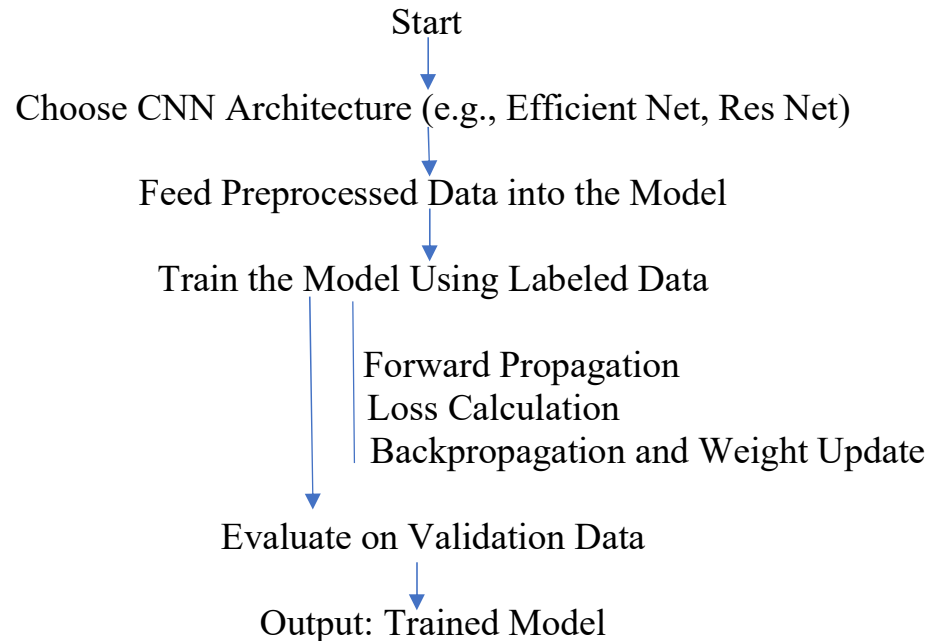 Start
Choose CNN Architecture (e.g., Efficient Net, Res Net)
Feed Preprocessed Data into the Model
Train the Model Using Labeled Data
Forward Propagation
Loss Calculation
Backpropagation and Weight Update
Evaluate on Validation Data
Output: Trained Model